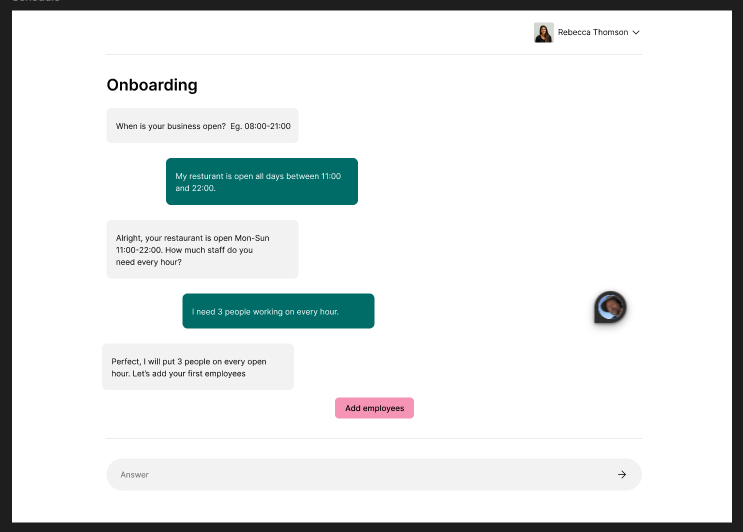 Rebecca Thomson
Onboarding
When is your business open? Eg. 08:00-21:00
My resturant is open all days between 11:00
and 22:00.
Alright, your restaurant is open Mon-Sun
11:00-22:00. How much staff do you
need every hour?
I need 3 people working on every hour.
Perfect, I will put 3 people on every open
hour. Let's add your first employees
Add employees
Answer